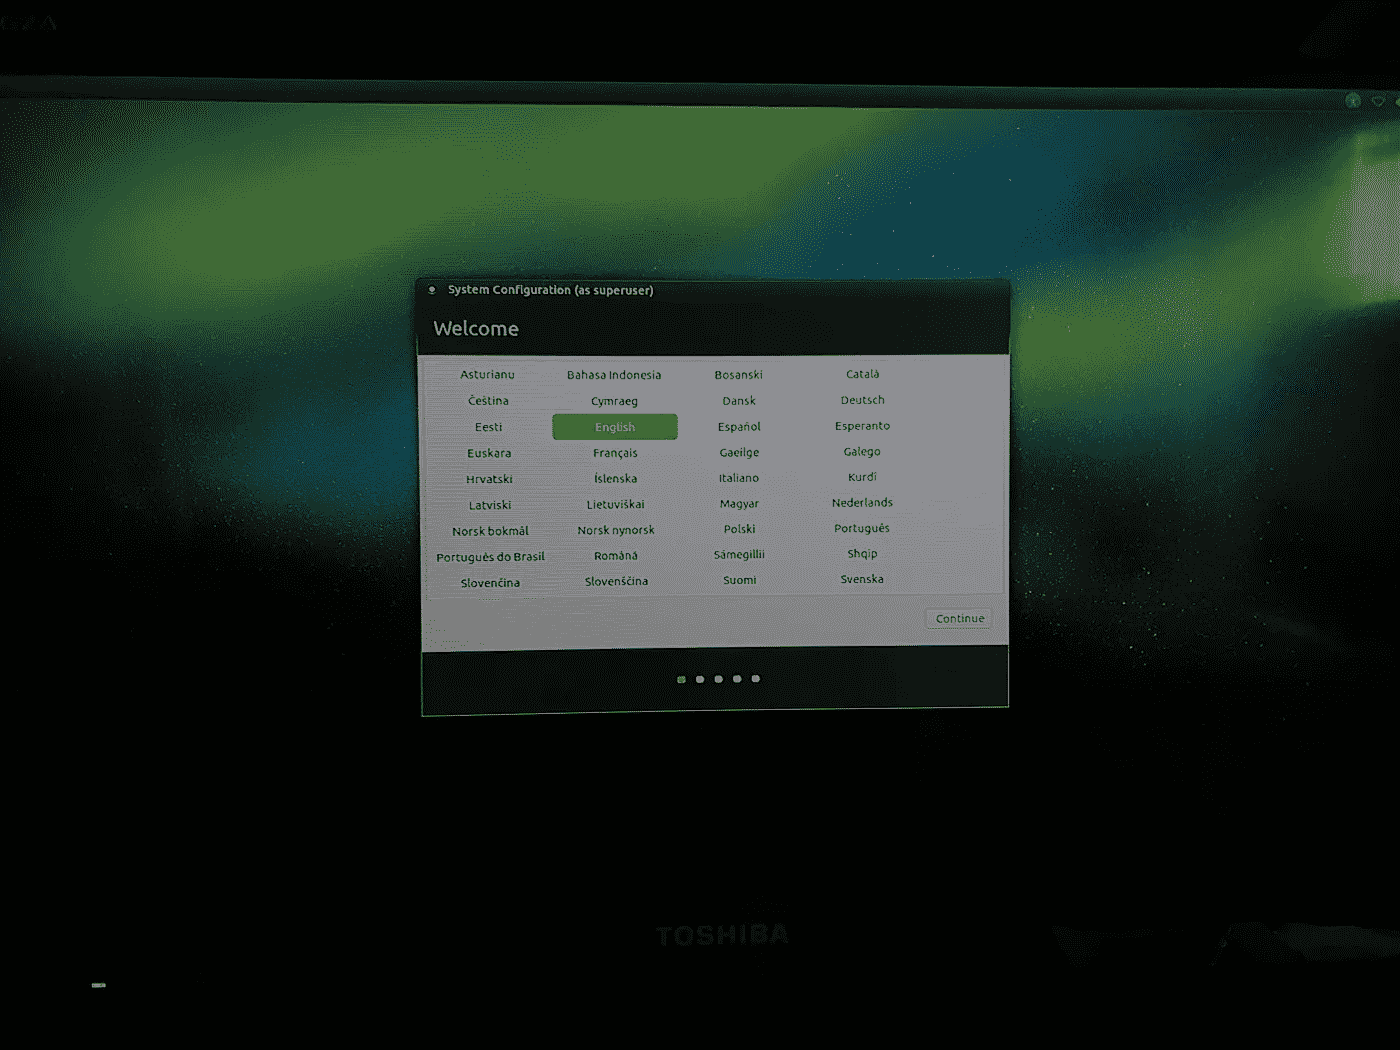 System Configuration (as superuser)
Welcome
Asturianu Bahasa Indonesia Bosanski Català
Čeština Cymraeg Dansk Deutsch
Eesti English Español Esperanto
Euskara Français Gaeilge Galego
Hrvatski Íslenska Italiano Kurdî
Latviski Lietuviškai Magyar Nederlands
Norsk bokmål Norsk nynorsk Polski Português
Português do Brasil Română Sámegillii Shqip
Slovenčina Slovenščina Suomi Svenska
Continue
TOSHIBA